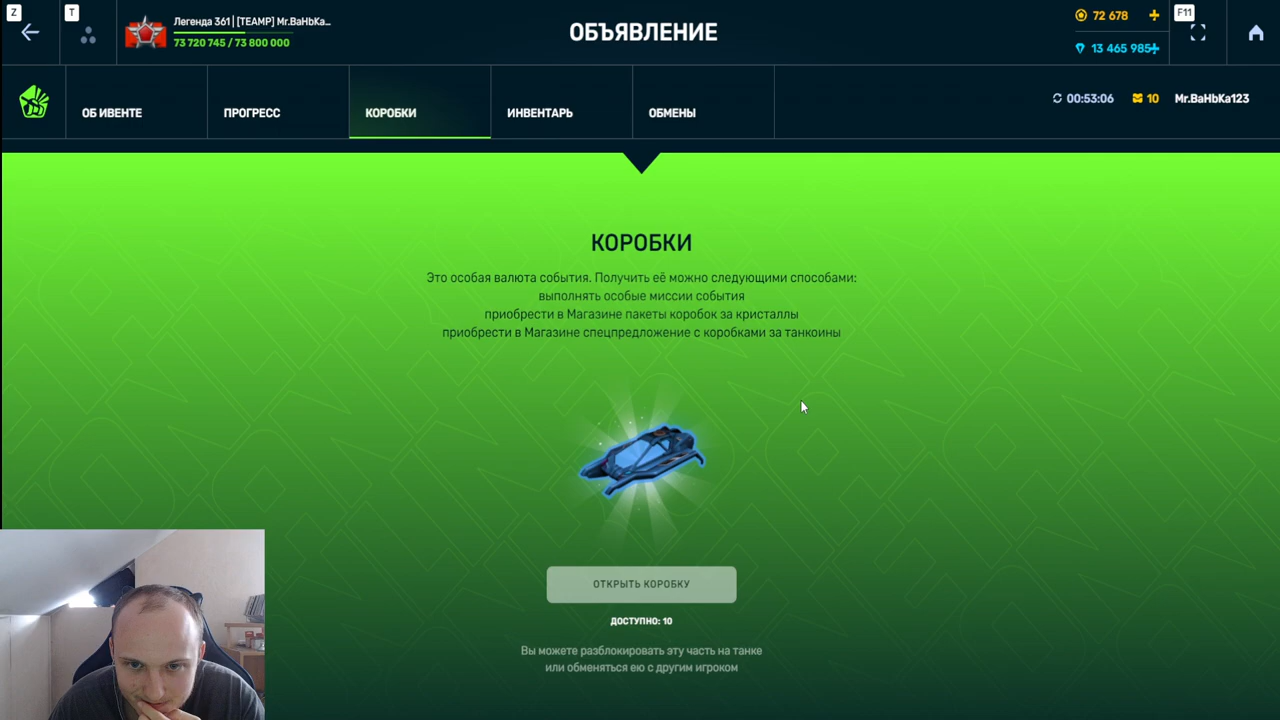 Z
T
Легенда 361 | [TEAMP] Mr.BaHbKa...
73 720 745 / 73 800 000
ОБЪЯВЛЕНИЕ
72 678
13 465 985
F11
ОБ ИВЕНТЕ
ПРОГРЕСС
КОРОБКИ
ИНВЕНТАРЬ
ОБМЕНЫ
00:53:06
10
Mr.BaHbKa123
КОРОБКИ
Это особая валюта события. Получить её можно следующими способами:
выполнять особые миссии события
приобрести в Магазине пакеты коробок за кристаллы
приобрести в Магазине спецпредложение с коробками за танкоины
ОТКРЫТЬ КОРОБКУ
ДОСТУПНО: 10
Вы можете разблокировать эту часть на танке
или обменяться ею с другим игроком